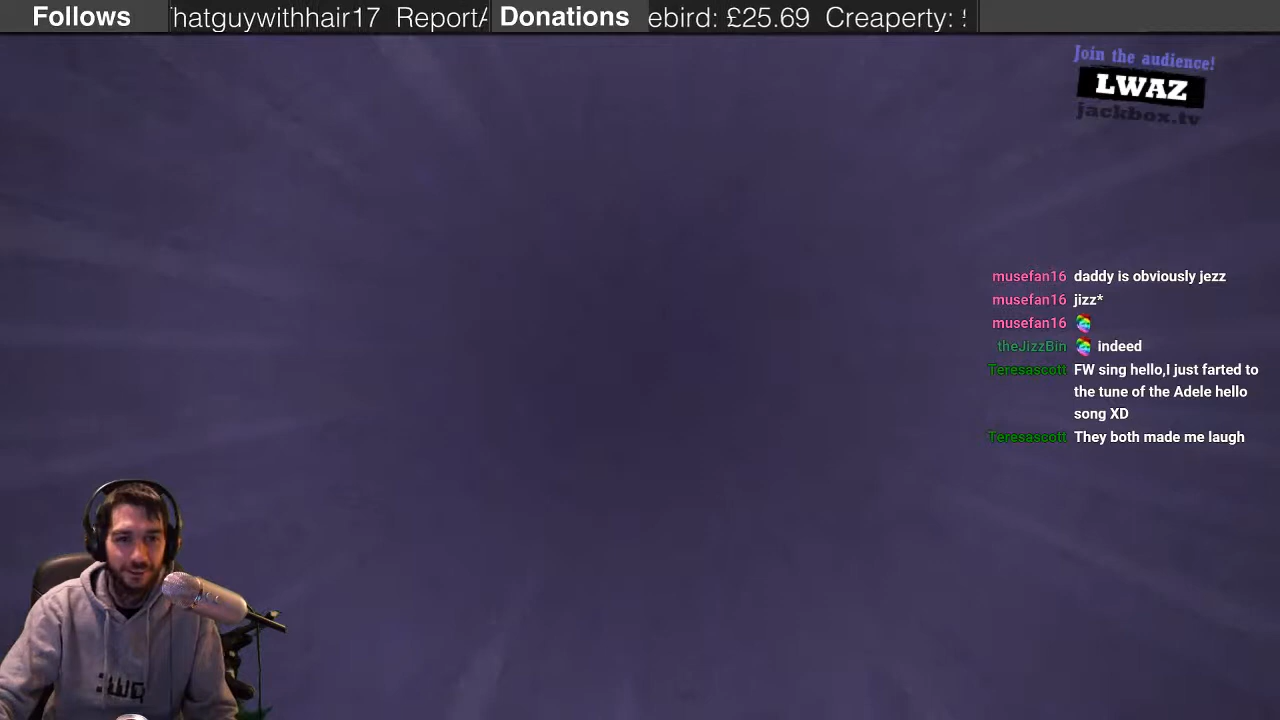 Follows hatguywithhair17 ReportA Donations ebird: £25.69 Creaperty:
Join the audience!
LWAZ
jackbox.tv
musefan16 daddy is obviously jezz
musefan16 jizz*
musefan16
theJizzBin indeed
Teresascott FW sing hello,I just farted to
the tune of the Adele hello
song XD
Teresascott They both made me laugh
:wq